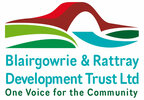 Blairgowrie & Rattray
Development Trust Ltd
One Voice for the Community